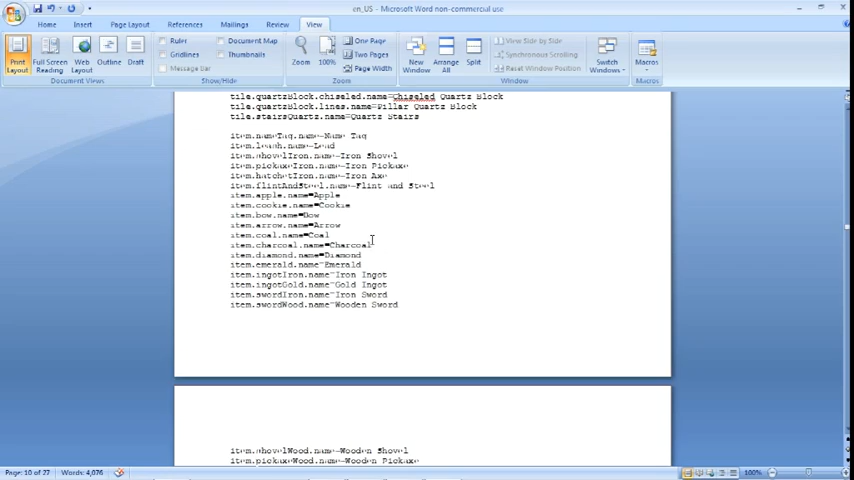 en_US - Microsoft Word non-commercial use
Home Insert Page Layout References Mailings Review View
Print Layout
Full Screen Reading
Web Layout
Outline
Draft
Document Views
Ruler
Gridlines
Message Bar
Document Map
Thumbnails
Show/Hide
Zoom
100%
One Page
Two Pages
Page Width
Zoom
New Window
Arrange All
Split
View Side by Side
Synchronous Scrolling
Reset Window Position
Switch Windows
Window
Macros
Macros
tile.quartzBlock.chiseled.name=Chiseled Quartz Block
tile.quartzBlock.lines.name=Pillar Quartz Block
tile.stairsQuartz.name=Quartz Stairs
item.nameTag.name=Name Tag
item.leash.name=Lead
item.shovelIron.name=Iron Shovel
item.pickaxeIron.name=Iron Pickaxe
item.hatchetIron.name=Iron Axe
item.flintAndSteel.name=Flint and Steel
item.apple.name=Apple
item.cookie.name=Cookie
item.bow.name=Bow
item.arrow.name=Arrow
item.coal.name=Coal
item.charcoal.name=Charcoal
item.diamond.name=Diamond
item.emerald.name=Emerald
item.ingotIron.name=Iron Ingot
item.ingotGold.name=Gold Ingot
item.swordIron.name=Iron Sword
item.swordWood.name=Wooden Sword
item.shovelWood.name=Wooden Shovel
item.pickaxeWood.name=Wooden Pickaxe
Page: 10 of 27 Words: 4,076 100%